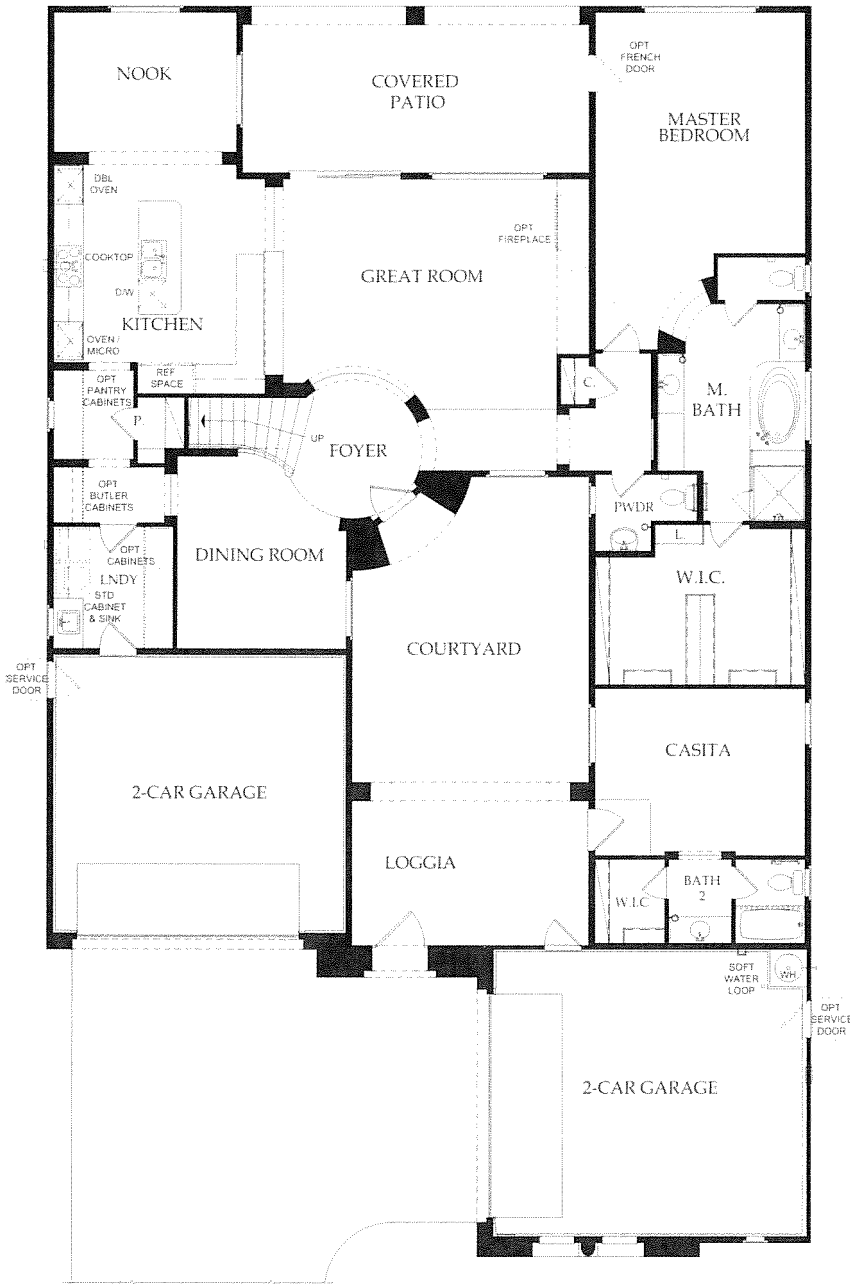 NOOK
COVERED
PATIO
OPT
FRENCH
DOOR
MASTER
BEDROOM
DBL
OVEN
COOKTOP
D/W
KITCHEN
OVEN /
MICRO
REF
SPACE
GREAT ROOM
OPT
FIREPLACE
OPT
PANTRY
CABINETS
P.
UP
FOYER
C.
M.
BATH
OPT
BUTLER
CABINETS
PWDR
L.
W.I.C.
DINING ROOM
OPT
CABINETS
LNDY
STD
CABINET
& SINK
OPT
SERVICE
DOOR
COURTYARD
2-CAR GARAGE
CASITA
LOGGIA
W.I.C
BATH
2
SOFT
WATER
LOOP
WH
OPT
SERVICE
DOOR
2-CAR GARAGE